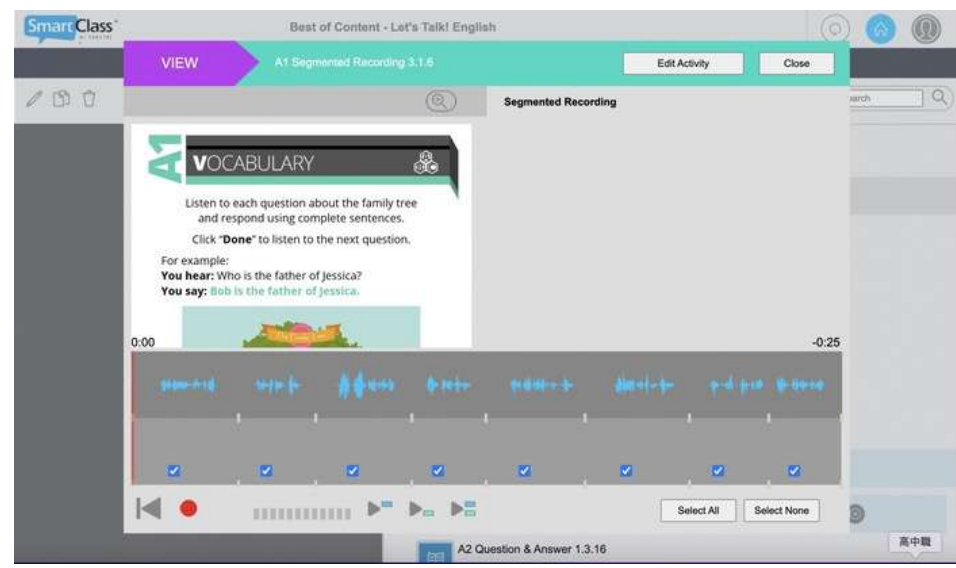 SmartClass
Best of Content - Let's Talk! English
VIEW
A1 Segmented Recording 3.1.6
Edit Activity
Close
Segmented Recording
A1
VOCABULARY
Listen to each question about the family tree
and respond using complete sentences.
Click "Done" to listen to the next question.
For example:
You hear: Who is the father of Jessica?
You say: Bob is the father of Jessica.
0:00
-0:25
Select All
Select None
A2 Question & Answer 1.3.16
高中職